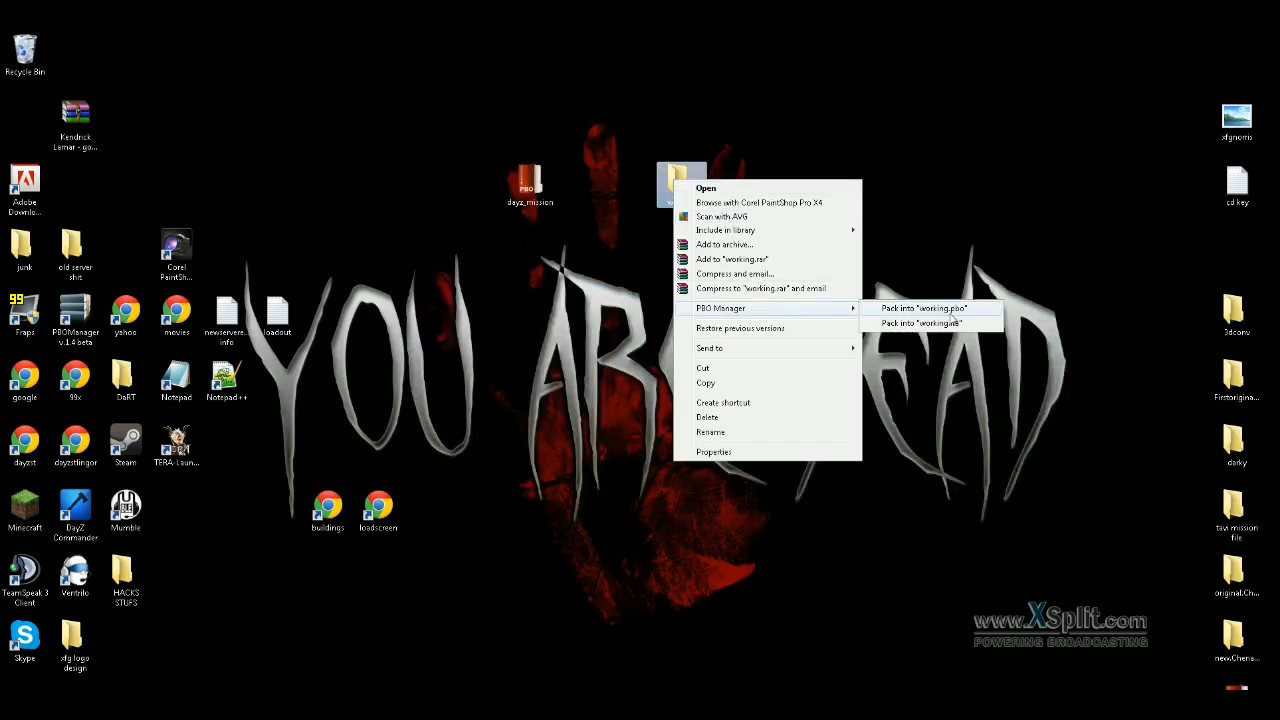 Recycle Bin
Kendrick
Lamar - go...
Adobe
Downlo...
junk
old server
shit
Corel
PaintSh...
99
Fraps
PBOManager
v.1.4 beta
yahoo
movies
newservere...
info
loadout
google
99x
DaRT
Notepad
Notepad++
dayzst
dayzstlingor
Steam
TERA-Laun...
Minecraft
DayZ
Commander
Mumble
buildings
loadscreen
TeamSpeak 3
Client
Ventrilo
HACKS
STUFS
Skype
xfg logo
design
PBO
dayz_mission
Open
Browse with Corel PaintShop Pro X4
Scan with AVG
Include in library
Add to archive...
Add to "working.rar"
Compress and email...
Compress to "working.rar" and email
PBO Manager
Restore previous versions
Send to
Cut
Copy
Create shortcut
Delete
Rename
Properties
Pack into "working.pbo"
YOU
xfgnorris
cd key
3dconv
Firstorigina...
darky
tavi mission
file
original.Che...
new.Chena...
www.XSplit.com
POWERING BROADCASTING